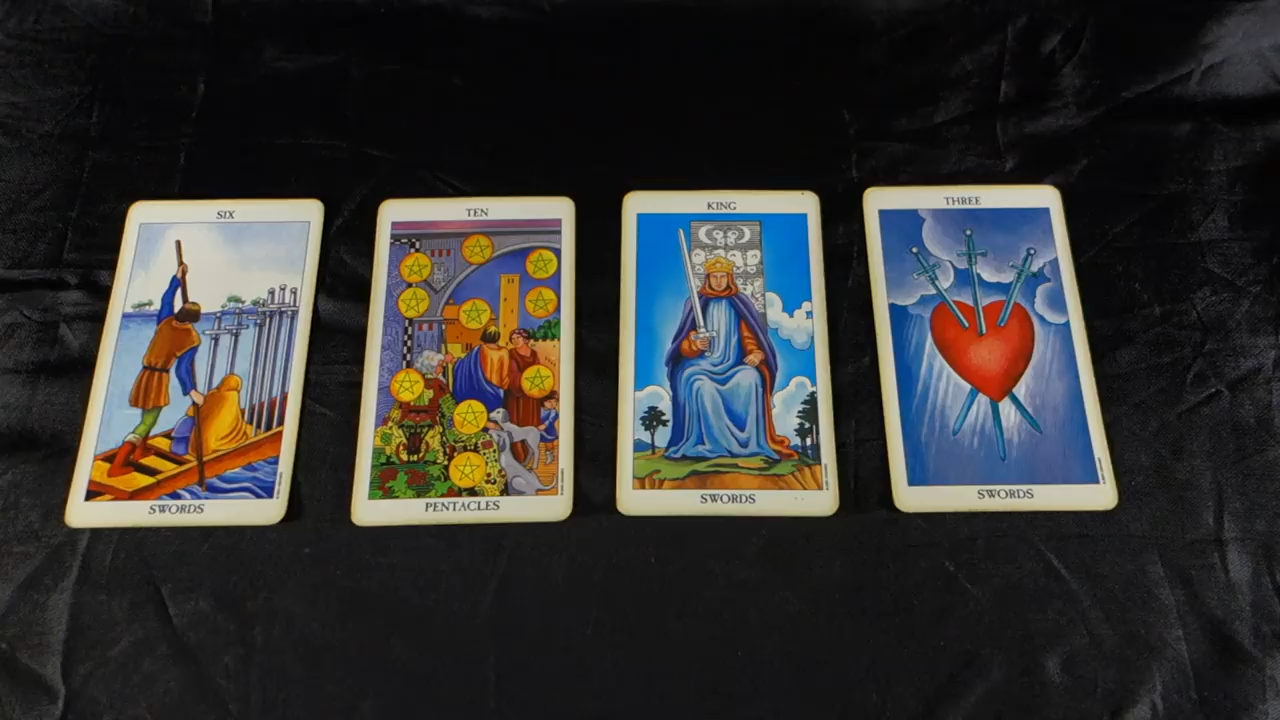 SIX
SWORDS
TEN
PENTACLES
KING
SWORDS
THREE
SWORDS